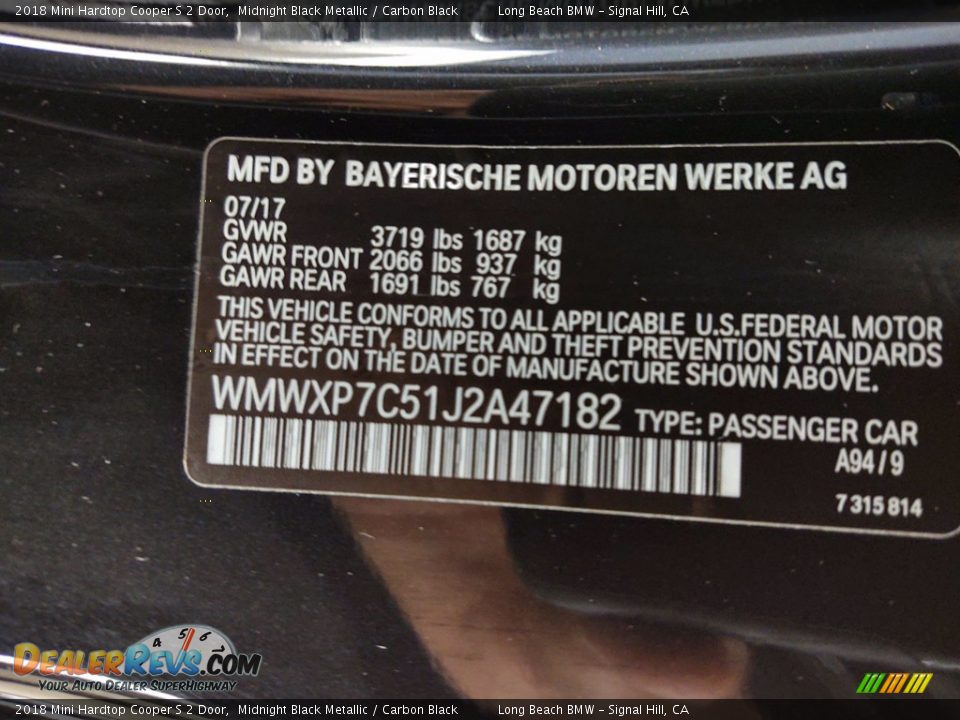 2018 Mini Hardtop Cooper S 2 Door, Midnight Black Metallic / Carbon Black Long Beach BMW - Signal Hill, CA
MFD BY BAYERISCHE MOTOREN WERKE AG
07/17
GVWR 3719 lbs 1687 kg
GAWR FRONT 2066 lbs 937 kg
GAWR REAR 1691 lbs 767 kg
THIS VEHICLE CONFORMS TO ALL APPLICABLE U.S.FEDERAL MOTOR
VEHICLE SAFETY, BUMPER AND THEFT PREVENTION STANDARDS
IN EFFECT ON THE DATE OF MANUFACTURE SHOWN ABOVE.
WMWXP7C51J2A47182 TYPE: PASSENGER CAR
A94/9
7 315 814
4 5 6
DEALERREVS.COM
YOUR AUTO DEALER SUPERHIGHWAY
2018 Mini Hardtop Cooper S 2 Door, Midnight Black Metallic / Carbon Black Long Beach BMW - Signal Hill, CA